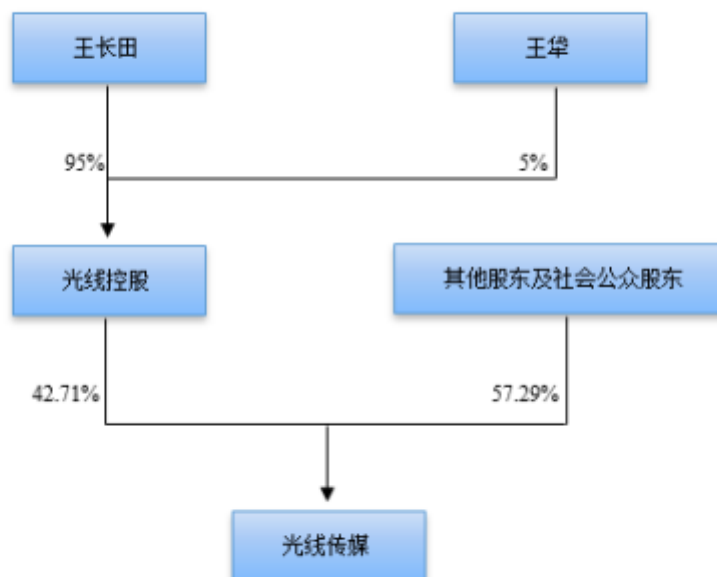 王长田
王牮
95%
5%
光线控股
其他股东及社会公众股东
42.71%
57.29%
光线传媒